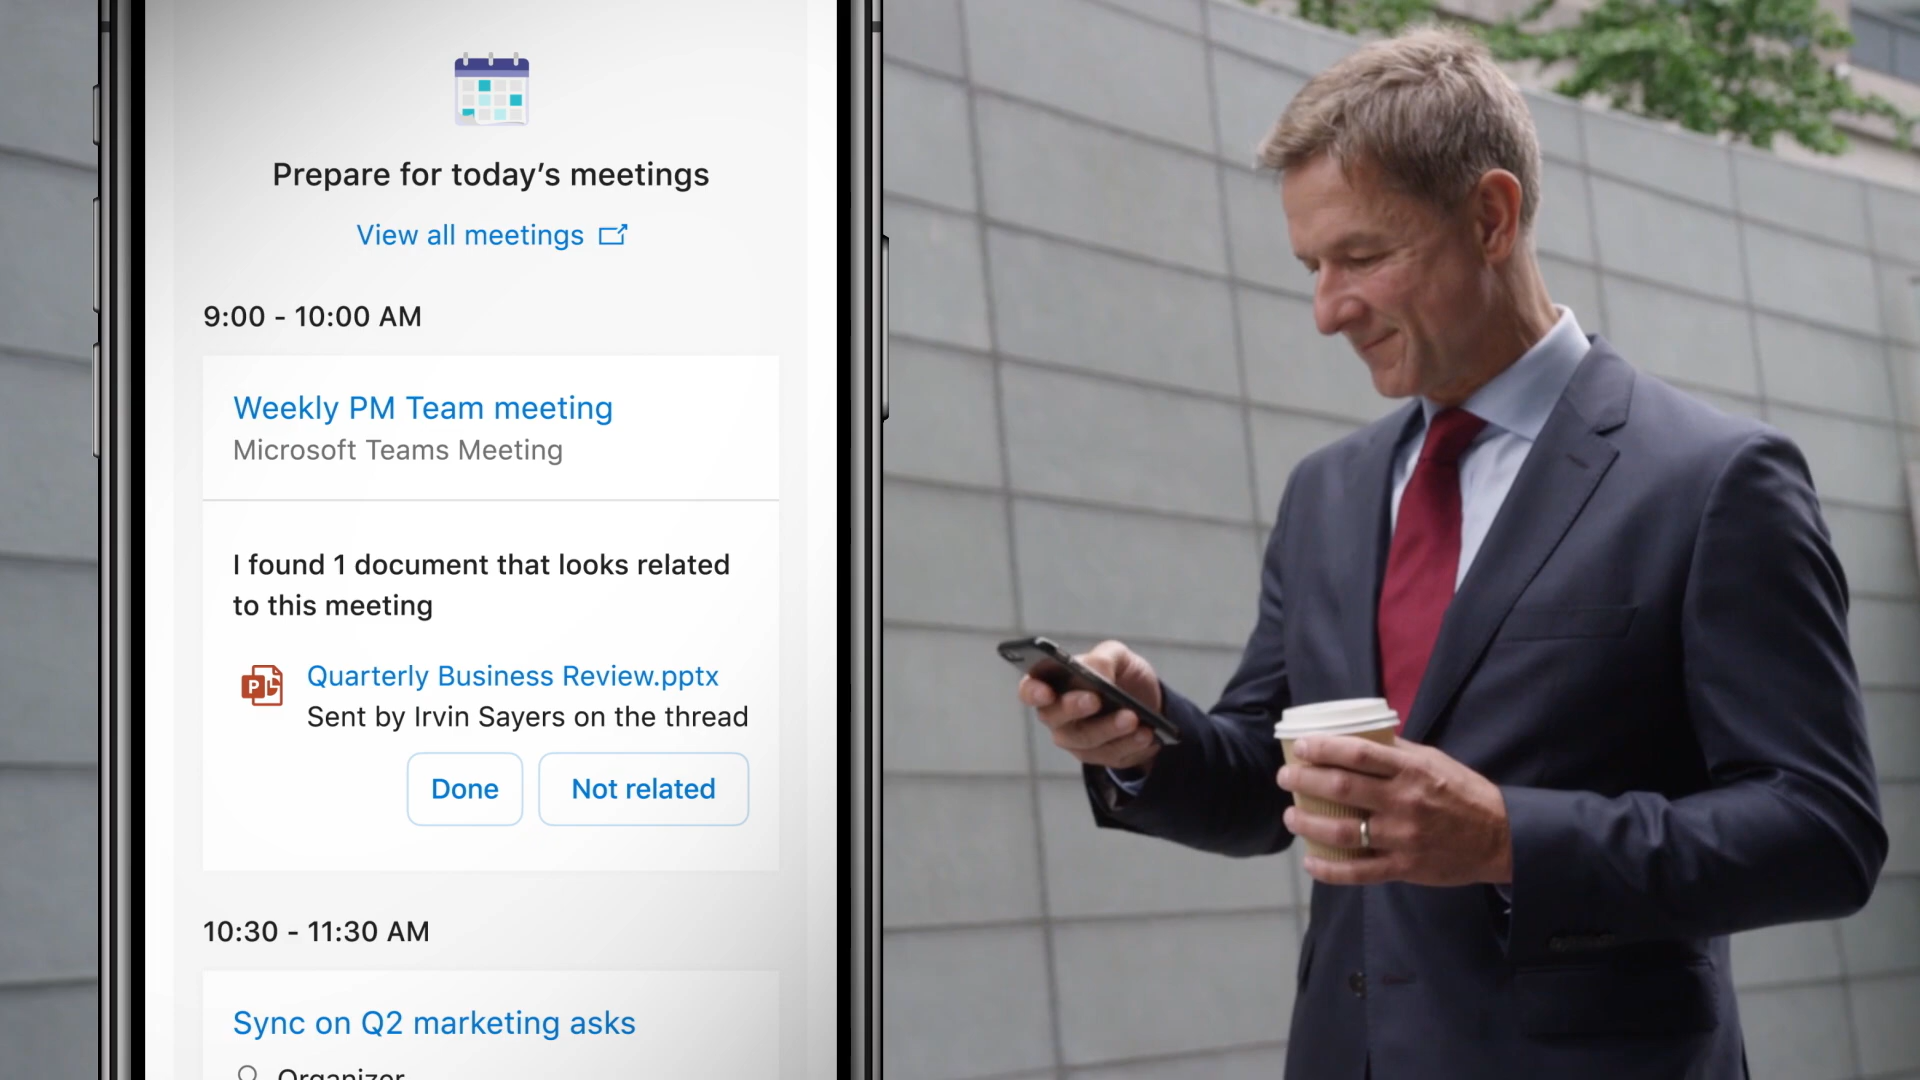 Prepare for today’s meetings
View all meetings
9:00 - 10:00 AM
Weekly PM Team meeting
Microsoft Teams Meeting
I found 1 document that looks related
to this meeting
P
Quarterly Business Review.pptx
Sent by Irvin Sayers on the thread
Done
Not related
10:30 - 11:30 AM
Sync on Q2 marketing asks
Organizer